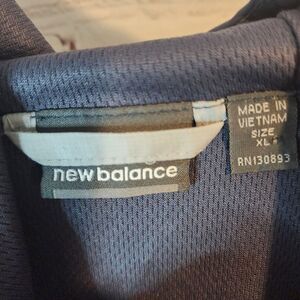 new balance
MADE IN
VIETNAM
SIZE
XL
RN130893